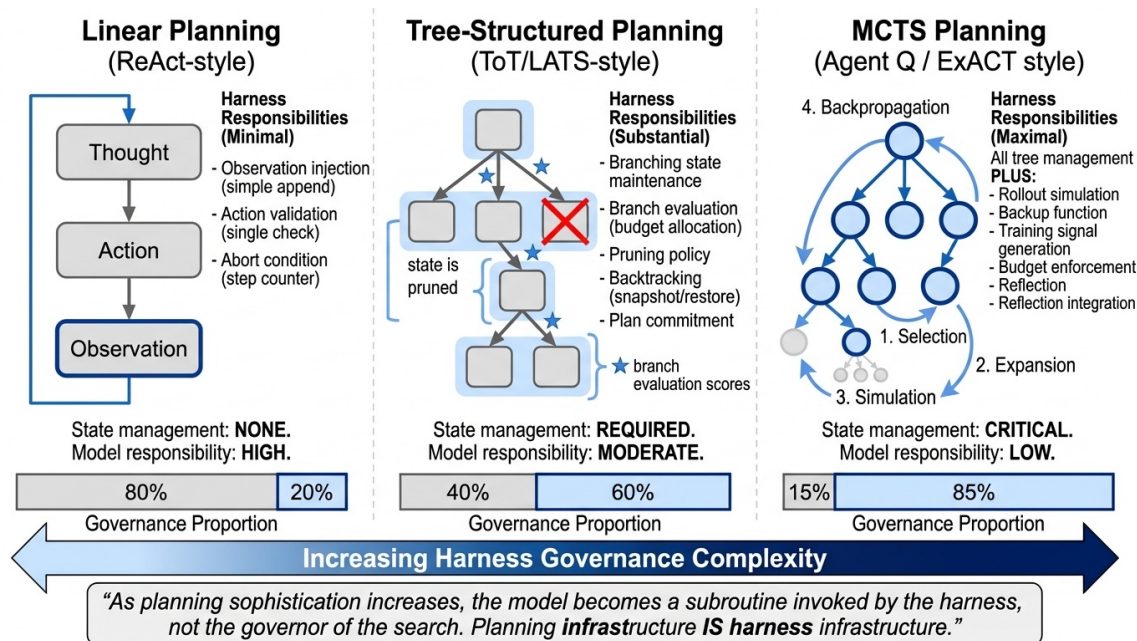 Linear Planning
(ReAct-style)
Harness
Responsibilities
(Minimal)
- Observation injection
(simple append)
- Action validation
(single check)
- Abort condition
(step counter)
Thought
Action
Observation
State management: NONE.
Model responsibility: HIGH.
80%
20%
Governance Proportion
Tree-Structured Planning
(ToT/LATS-style)
Harness
Responsibilities
(Substantial)
- Branching state
maintenance
- Branch evaluation
(budget allocation)
- Pruning policy
- Backtracking
(snapshot/restore)
- Plan commitment
state is
pruned
branch
evaluation scores
State management: REQUIRED.
Model responsibility: MODERATE.
40%
60%
Governance Proportion
MCTS Planning
(Agent Q / ExACT style)
4. Backpropagation
Harness
Responsibilities
(Maximal)
All tree management
PLUS:
- Rollout simulation
- Backup function
- Training signal
generation
- Budget enforcement
- Reflection
- Reflection integration
1. Selection
2. Expansion
3. Simulation
State management: CRITICAL.
Model responsibility: LOW.
15%
85%
Governance Proportion
Increasing Harness Governance Complexity
“As planning sophistication increases, the model becomes a subroutine invoked by the harness,
not the governor of the search. Planning infrastructure IS harness infrastructure.”